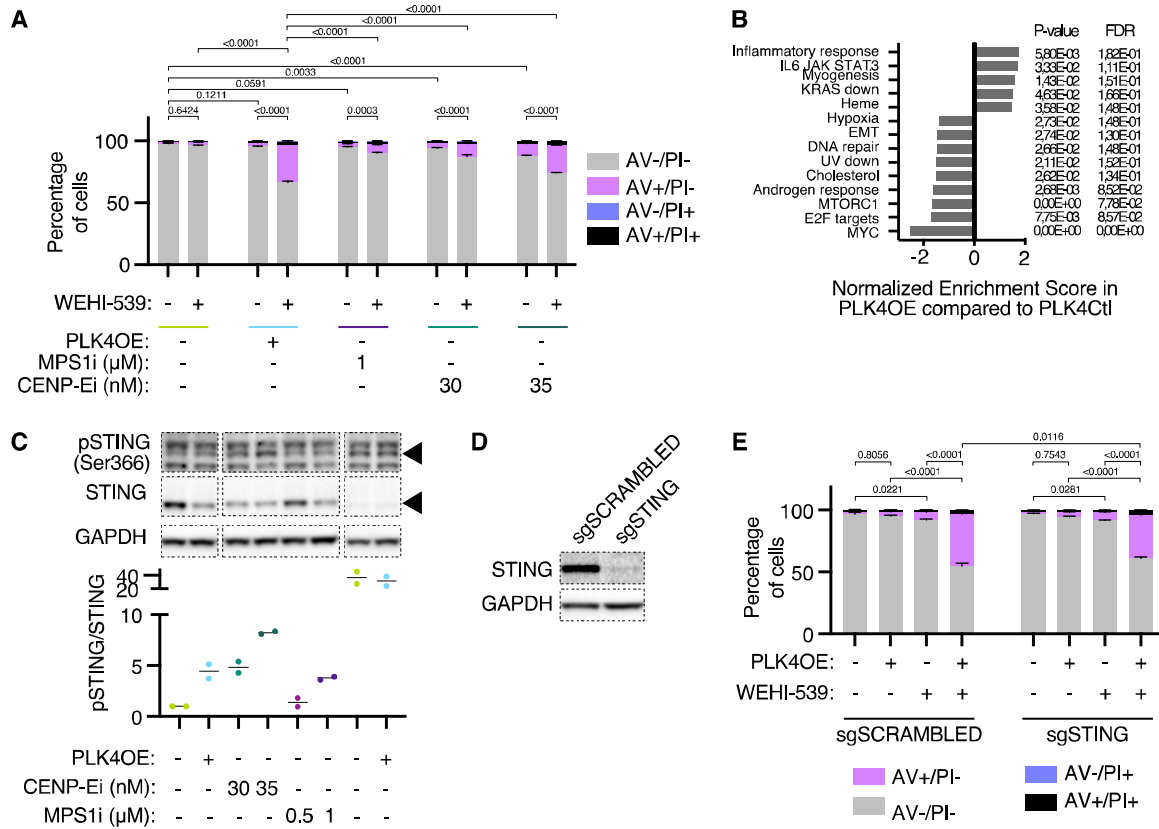 A
<0.0001
<0.0001
<0.0001
<0.0001
<0.0001
0.0033
0.0591
0.1211
0.6424
<0.0001
0.0003
<0.0001
<0.0001
Percentage
of cells
100
50
0
AV-/PI-
AV+/PI-
AV-/PI+
AV+/PI+
WEHI-539: - + - + - + - + - +
PLK4OE: - + - - -
MPS1i (µM): - - 1 - -
CENP-Ei (nM): - - - 30 35
B
P-value FDR
Inflammatory response 5,80E-03 1,82E-01
IL6 JAK STAT3 3,33E-02 1,11E-01
Myogenesis 1,43E-02 1,51E-01
KRAS down 4,63E-02 1,66E-01
Heme 3,58E-02 1,48E-01
Hypoxia 2,73E-02 1,48E-01
EMT 2,74E-02 1,30E-01
DNA repair 2,66E-02 1,48E-01
UV down 2,11E-02 1,52E-01
Cholesterol 2,62E-02 1,34E-01
Androgen response 2,68E-03 8,52E-02
MTORC1 0,00E+00 7,78E-02
E2F targets 7,75E-03 8,57E-02
MYC 0,00E+00 0,00E+00
-2 0 2
Normalized Enrichment Score in
PLK4OE compared to PLK4Ctl
C
pSTING
(Ser366)
STING
GAPDH
pSTING/STING
40
20
10
5
0
PLK4OE: - + - - - - - +
CENP-Ei (nM): - - 30 35 - - - -
MPS1i (µM): - - - - 0.5 1 - -
D
sgSCRAMBLED
sgSTING
STING
GAPDH
E
0,0116
0.8056 <0.0001 0.7543 <0.0001
<0.0001 <0.0001
0.0221 0.0261
Percentage
of cells
100
50
0
PLK4OE: - + - + - + - +
WEHI-539: - - + + - - + +
sgSCRAMBLED sgSTING
AV+/PI- AV-/PI+
AV-/PI- AV+/PI+